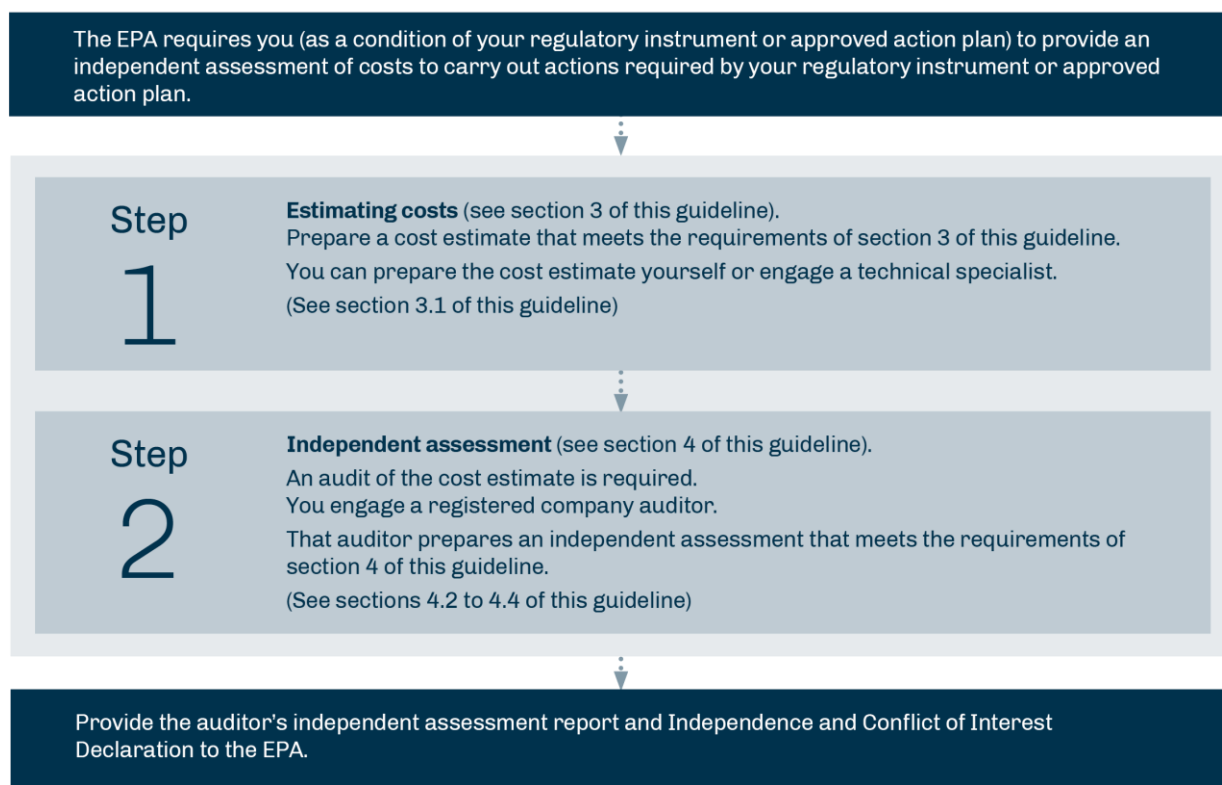 The EPA requires you (as a condition of your regulatory instrument or approved action plan) to provide an
independent assessment of costs to carry out actions required by your regulatory instrument or approved
action plan.
Step
1
Estimating costs (see section 3 of this guideline).
Prepare a cost estimate that meets the requirements of section 3 of this guideline.
You can prepare the cost estimate yourself or engage a technical specialist.
(See section 3.1 of this guideline)
Step
2
Independent assessment (see section 4 of this guideline).
An audit of the cost estimate is required.
You engage a registered company auditor.
That auditor prepares an independent assessment that meets the requirements of
section 4 of this guideline.
(See sections 4.2 to 4.4 of this guideline)
Provide the auditor’s independent assessment report and Independence and Conflict of Interest
Declaration to the EPA.